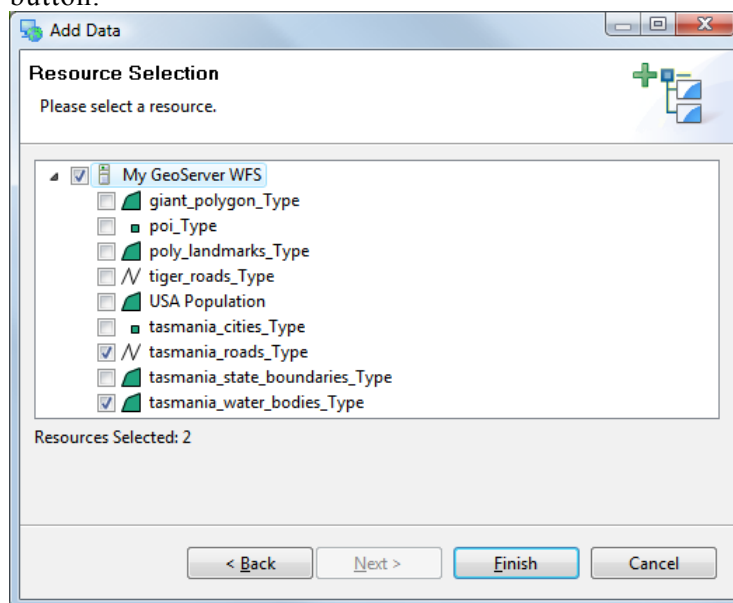 button.
Add Data
Resource Selection
Please select a resource.
My GeoServer WFS
giant_polygon_Type
poi_Type
poly_landmarks_Type
tiger_roads_Type
USA Population
tasmania_cities_Type
tasmania_roads_Type
tasmania_state_boundaries_Type
tasmania_water_bodies_Type
Resources Selected: 2
< Back Next > Finish Cancel